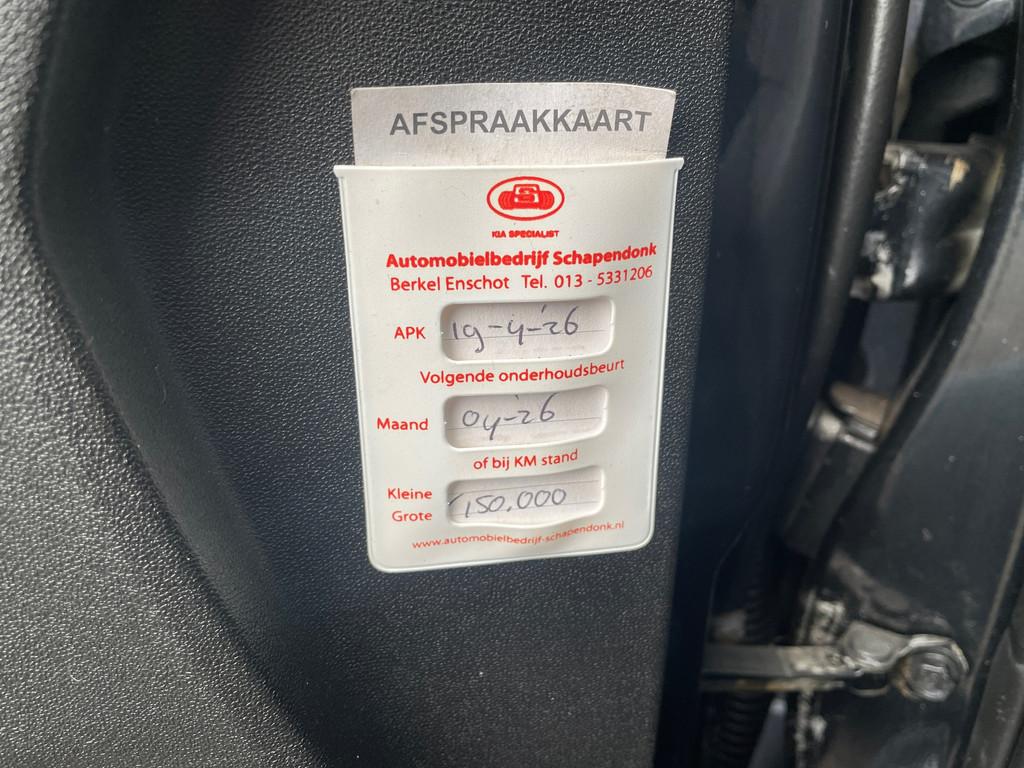 AFSPRAAKKAART
S
KIA SPECIALIST
Automobielbedrijf Schapendonk
Berkel Enschot Tel. 013 - 5331206
APK 19-4-'26
Volgende onderhoudsbeurt
Maand 04-'26
of bij KM stand
Kleine
Grote 150.000
www.automobielbedrijf-schapendonk.nl